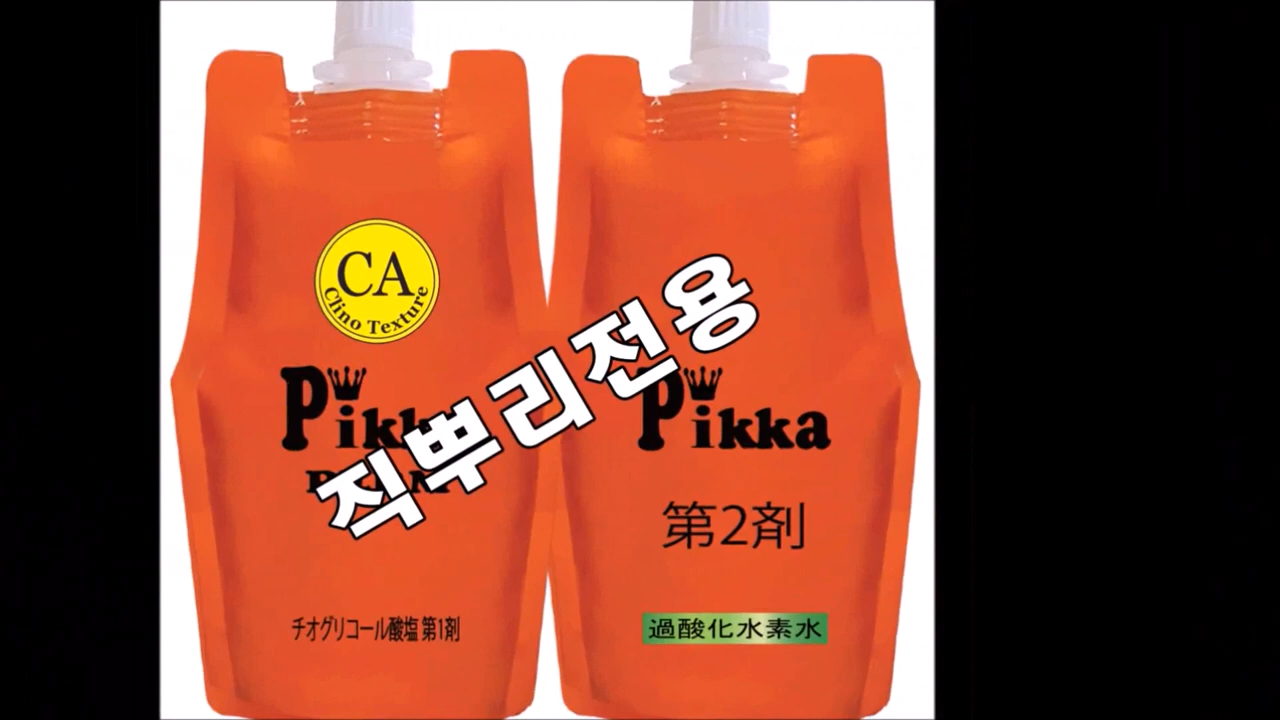 CA
Clino Texture
Pikka
第2剤
チオグリコール酸塩 第1剤
過酸化水素水
직뿌리전용